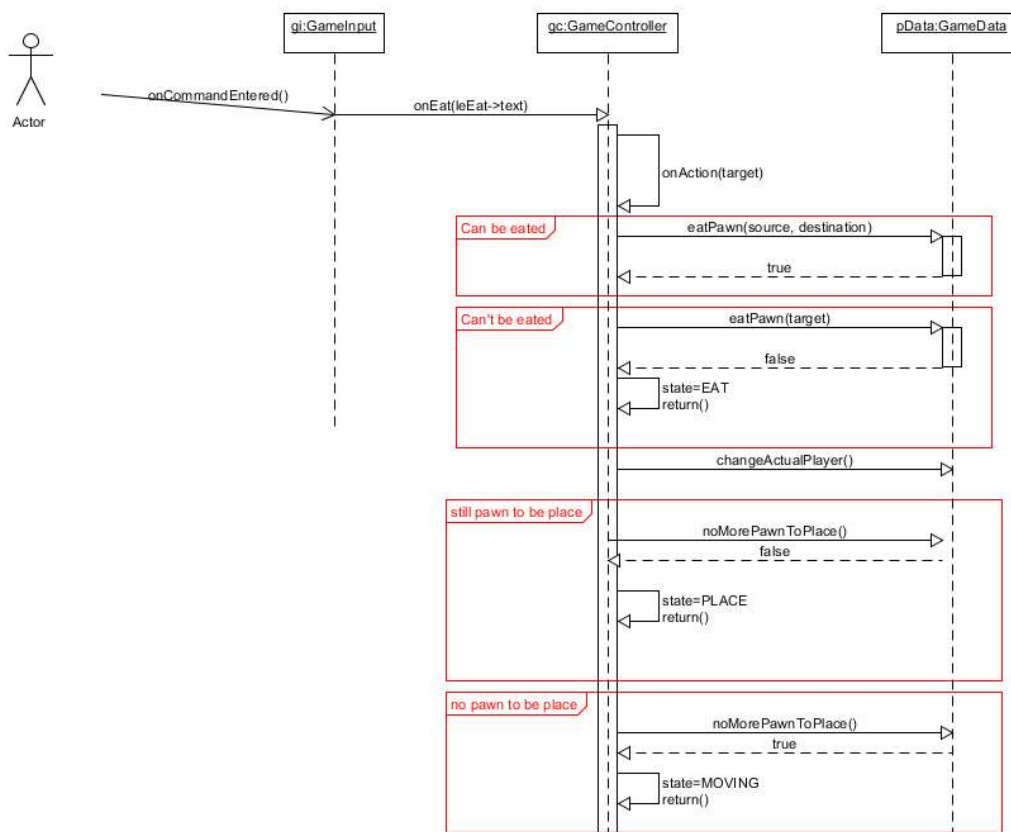 gi:GameInput
gc:GameController
pData:GameData
Actor
onCommandEntered()
onEat(leEat->text)
onAction(target)
Can be eated
eatPawn(source, destination)
true
Can't be eated
eatPawn(target)
false
state=EAT
return()
changeActualPlayer()
still pawn to be place
noMorePawnToPlace()
false
state=PLACE
return()
no pawn to be place
noMorePawnToPlace()
true
state=MOVING
return()